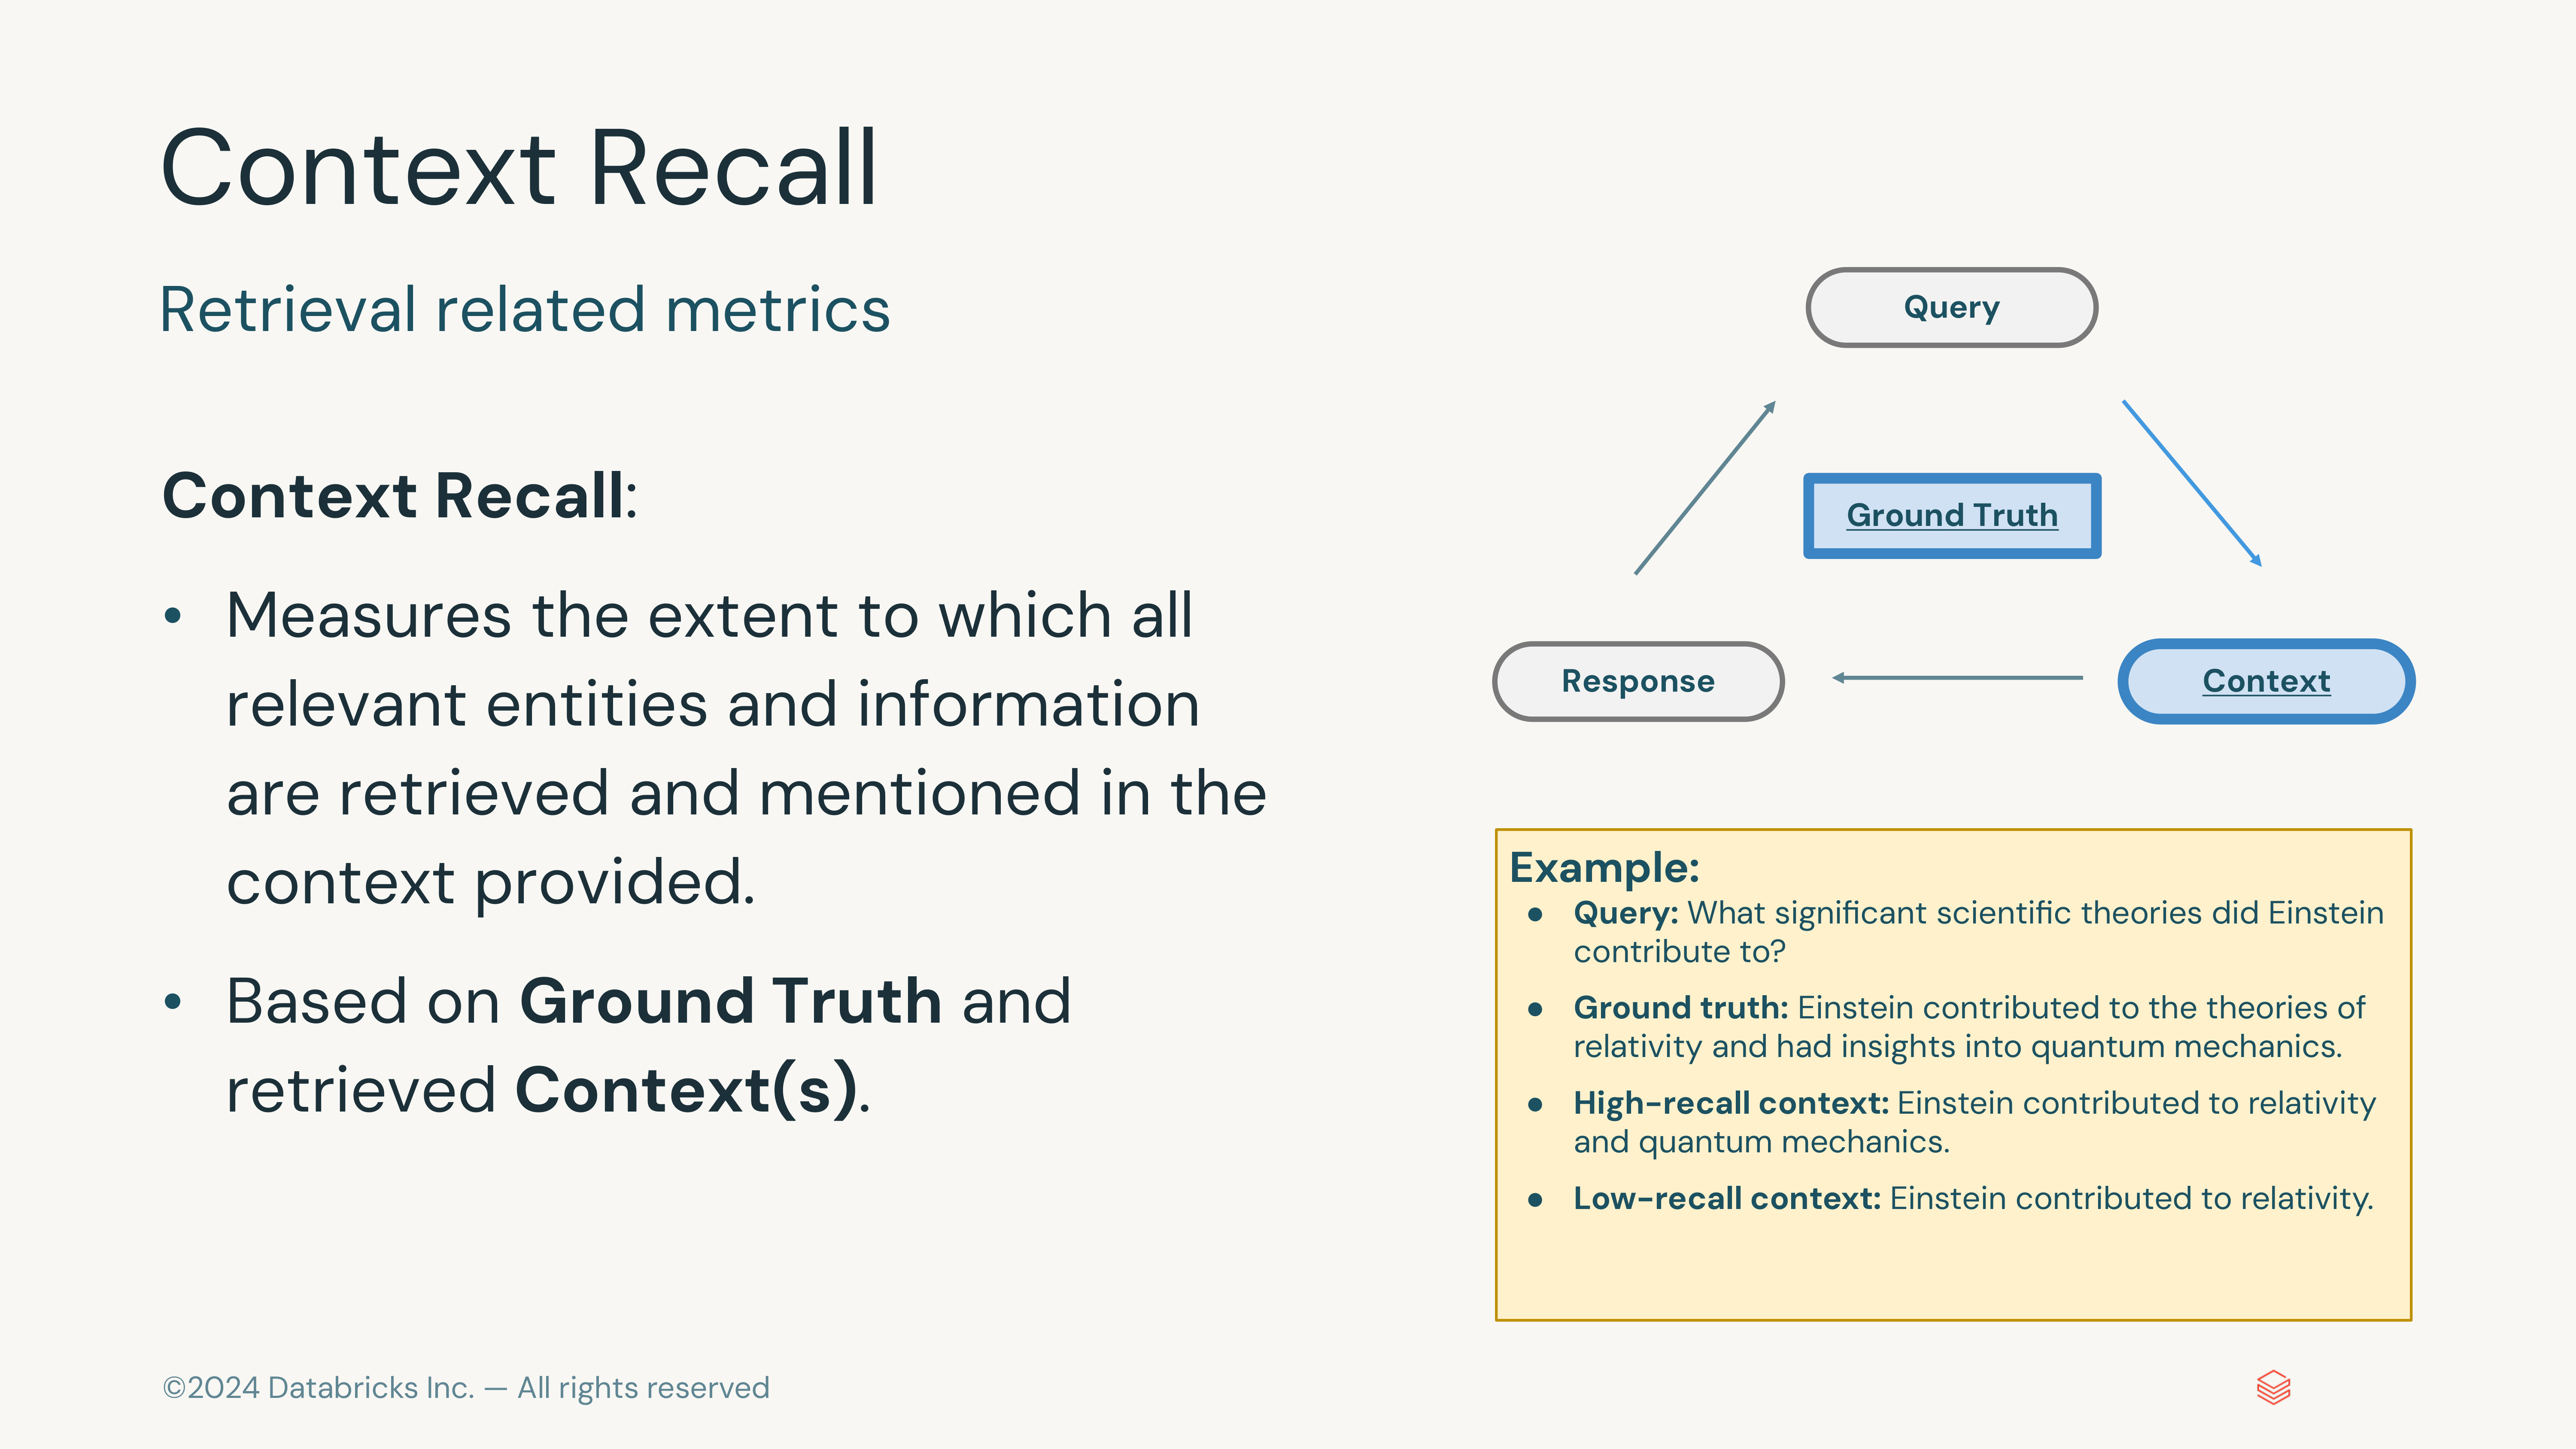 Context Recall
Retrieval related metrics
Context Recall:
• Measures the extent to which all
relevant entities and information
are retrieved and mentioned in the
context provided.
• Based on Ground Truth and
retrieved Context(s).
Query
Ground Truth
Response
Context
Example:
● Query: What significant scientific theories did Einstein
contribute to?
● Ground truth: Einstein contributed to the theories of
relativity and had insights into quantum mechanics.
● High-recall context: Einstein contributed to relativity
and quantum mechanics.
● Low-recall context: Einstein contributed to relativity.
©2024 Databricks Inc. — All rights reserved